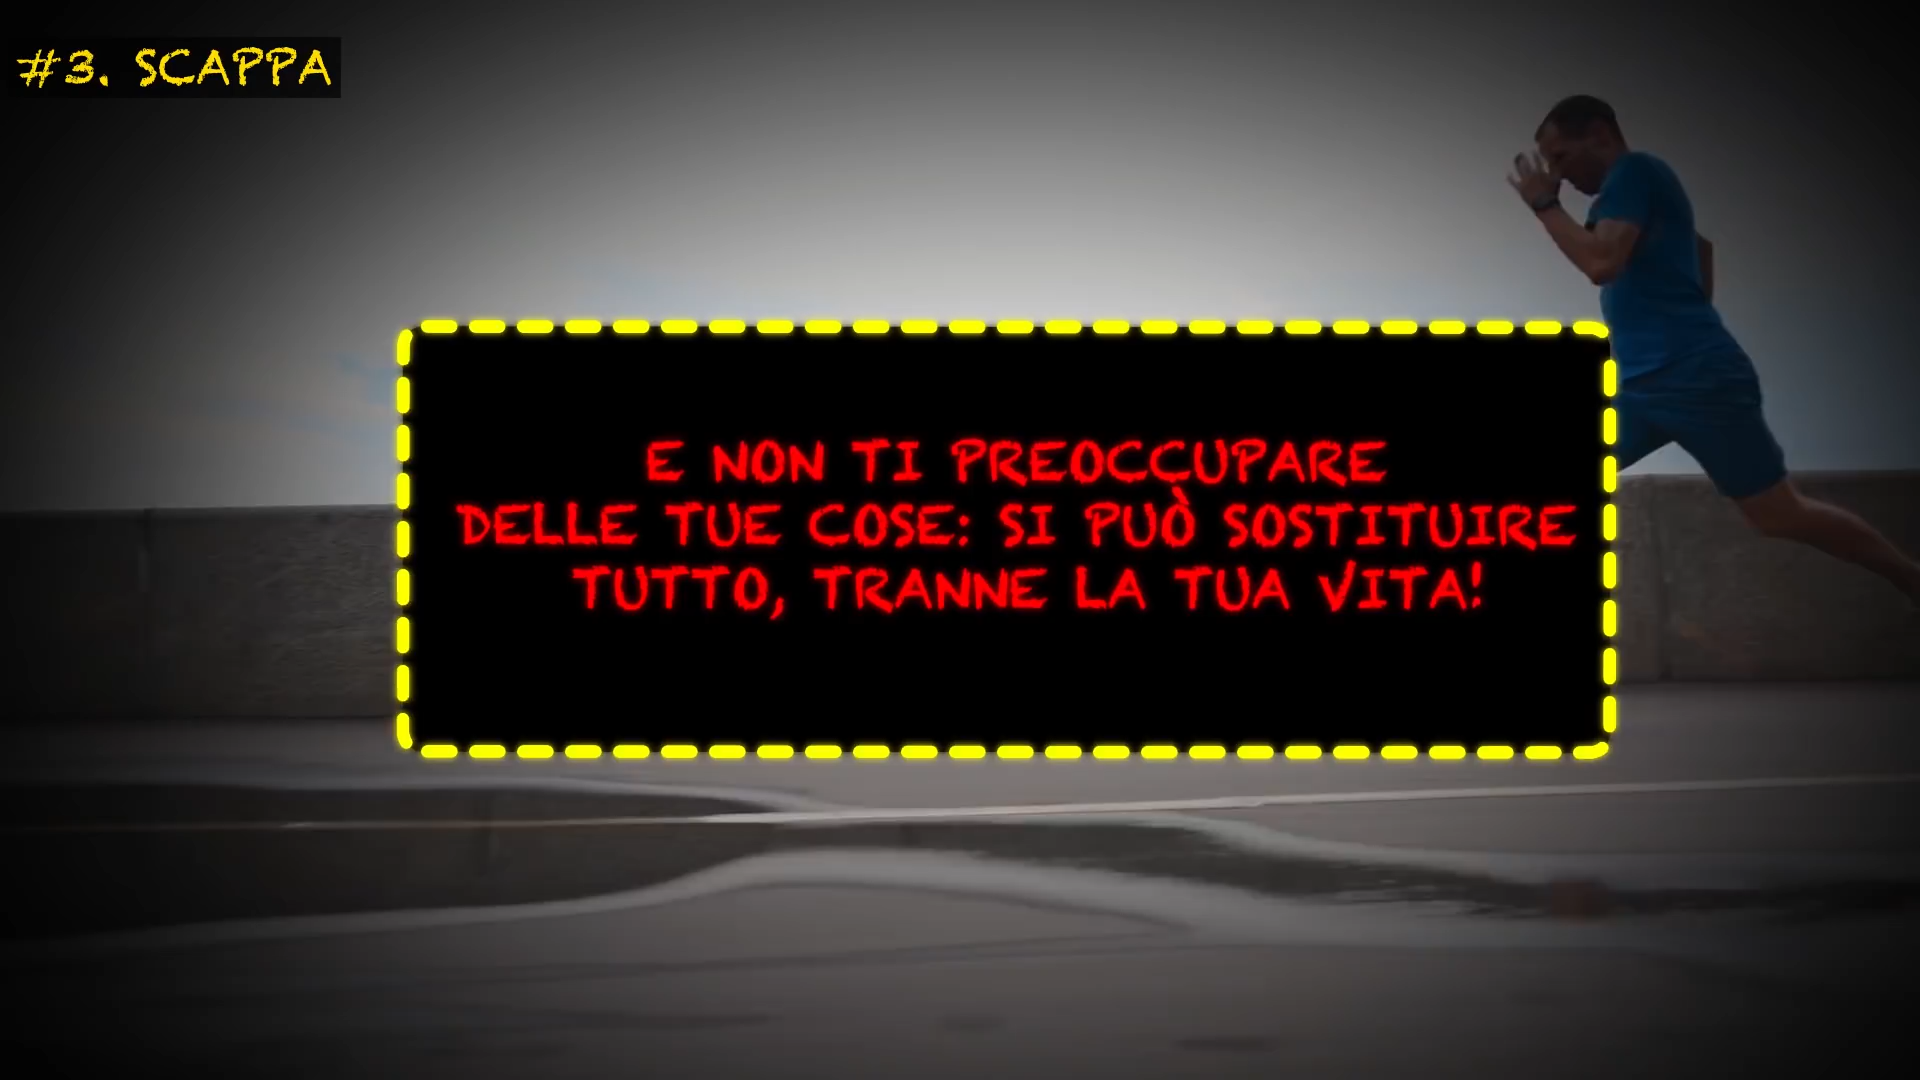 #3. SCAPPA
E NON TI PREOCCUPARE
DELLE TUE COSE: SI PUÒ SOSTITUIRE
TUTTO, TRANNE LA TUA VITA!